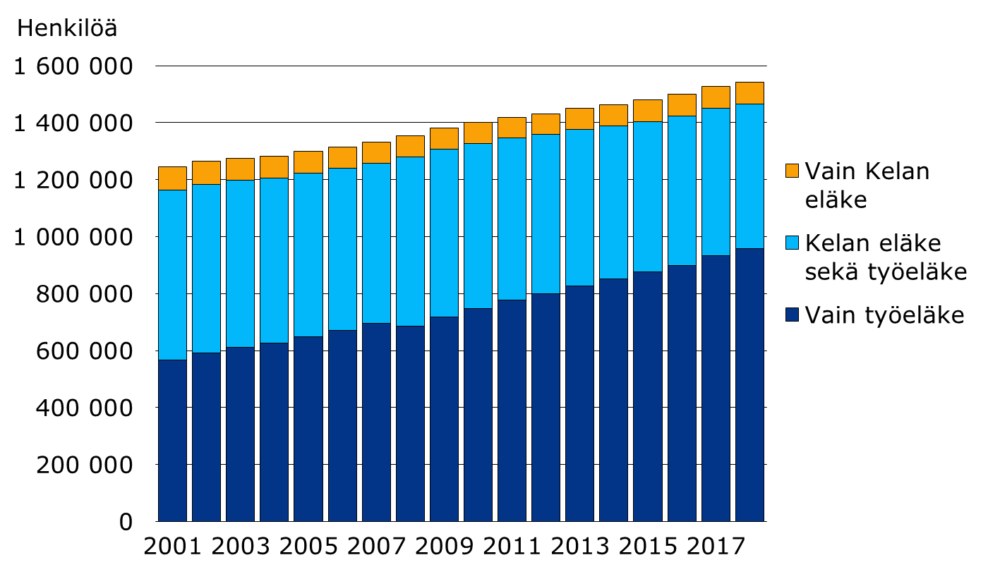 Henkilöä
1 600 000
1 400 000
1 200 000
1 000 000
800 000
600 000
400 000
200 000
0
2001 2003 2005 2007 2009 2011 2013 2015 2017
Vain Kelan
eläke
Kelan eläke
sekä työeläke
Vain työeläke